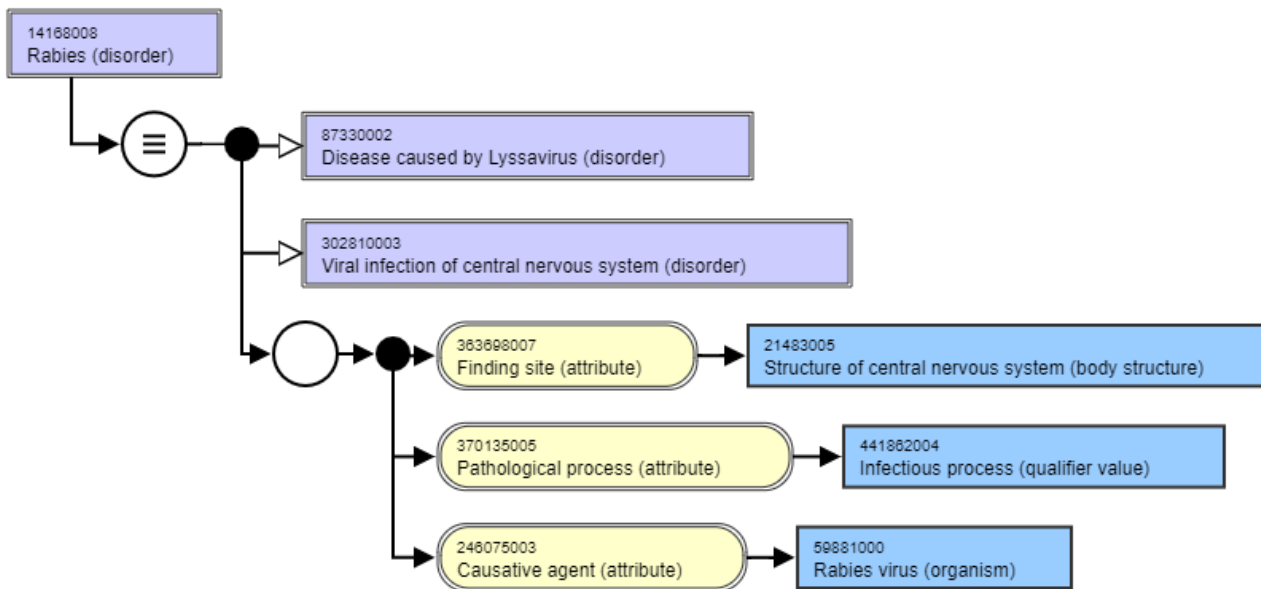 14168008
Rabies (disorder)
87330002
Disease caused by Lyssavirus (disorder)
302810003
Viral infection of central nervous system (disorder)
363698007
Finding site (attribute)
21483005
Structure of central nervous system (body structure)
370135005
Pathological process (attribute)
441862004
Infectious process (qualifier value)
246075003
Causative agent (attribute)
59881000
Rabies virus (organism)